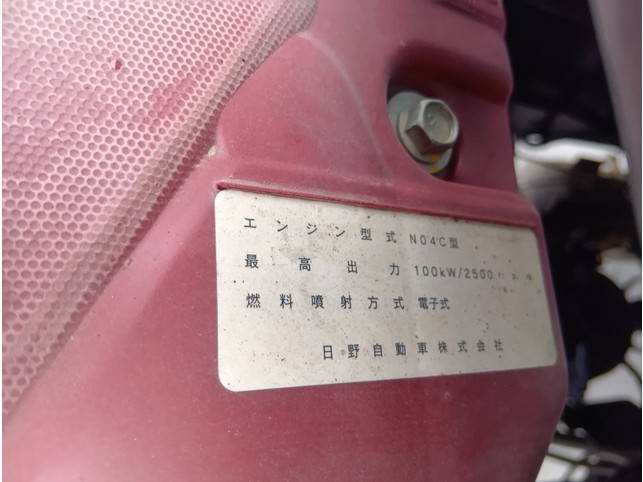 エンジン型式 N04C型
最高出力 100kW/2500
燃料噴射方式 電子式
日野自動車株式会社